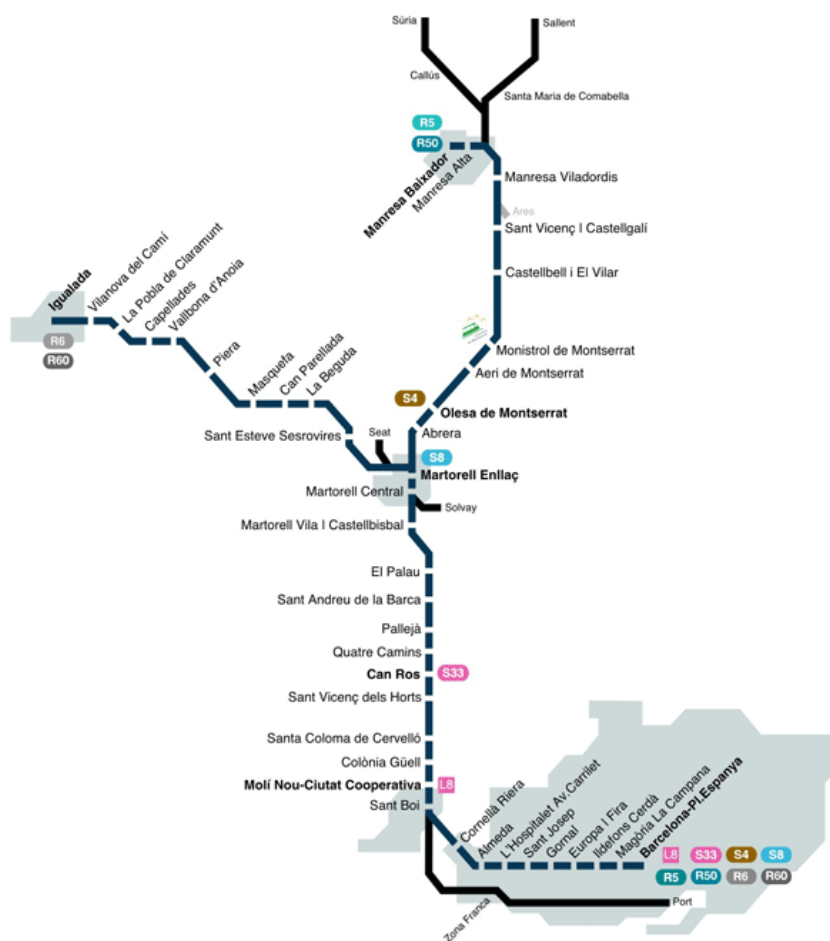 Súria
Sallent
Callús
Santa Maria de Comabella
R5
R50
Manresa Baixador
Manresa Alta
Manresa Viladordis
Ares
Sant Vicenç | Castellgalí
Castellbell i El Vilar
Igualada
Vilanova del Camí
La Pobla de Claramunt
Capellades
Vallbona d'Anoia
R6
R60
Piera
Masquefa
Can Parellada
La Beguda
Monistrol de Montserrat
Aeri de Montserrat
S4
Olesa de Montserrat
Sant Esteve Sesrovires
Seat
Abrera
S8
Martorell Enllaç
Martorell Central
Solvay
Martorell Vila | Castellbisbal
El Palau
Sant Andreu de la Barca
Pallejà
Quatre Camins
Can Ros
S33
Sant Vicenç dels Horts
Santa Coloma de Cervelló
Colònia Güell
Molí Nou-Ciutat Cooperativa
L8
Sant Boi
Cornellà Riera
Almeda
L'Hospitalet Av.Carrilet
Sant Josep
Gornal
Europa | Fira
Ildefons Cerdà
Magòria La Campana
Barcelona-Pl.Espanya
L8 S33 S4 S8
R5 R50 R6 R60
Zona Franca
Port